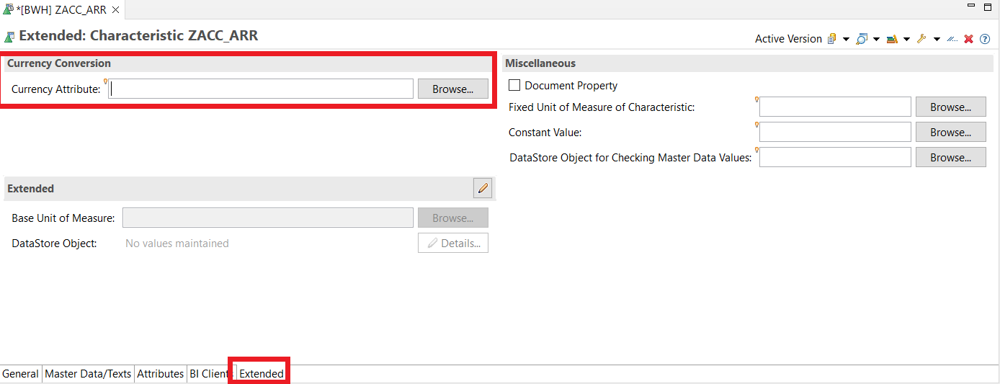 *[BWH] ZACC_ARR
Extended: Characteristic ZACC_ARR
Active Version
Currency Conversion
Currency Attribute:
Browse...
Miscellaneous
Document Property
Fixed Unit of Measure of Characteristic:
Browse...
Constant Value:
Browse...
DataStore Object for Checking Master Data Values:
Browse...
Extended
Base Unit of Measure:
Browse...
DataStore Object:
No values maintained
Details...
General
Master Data/Texts
Attributes
BI Client
Extended